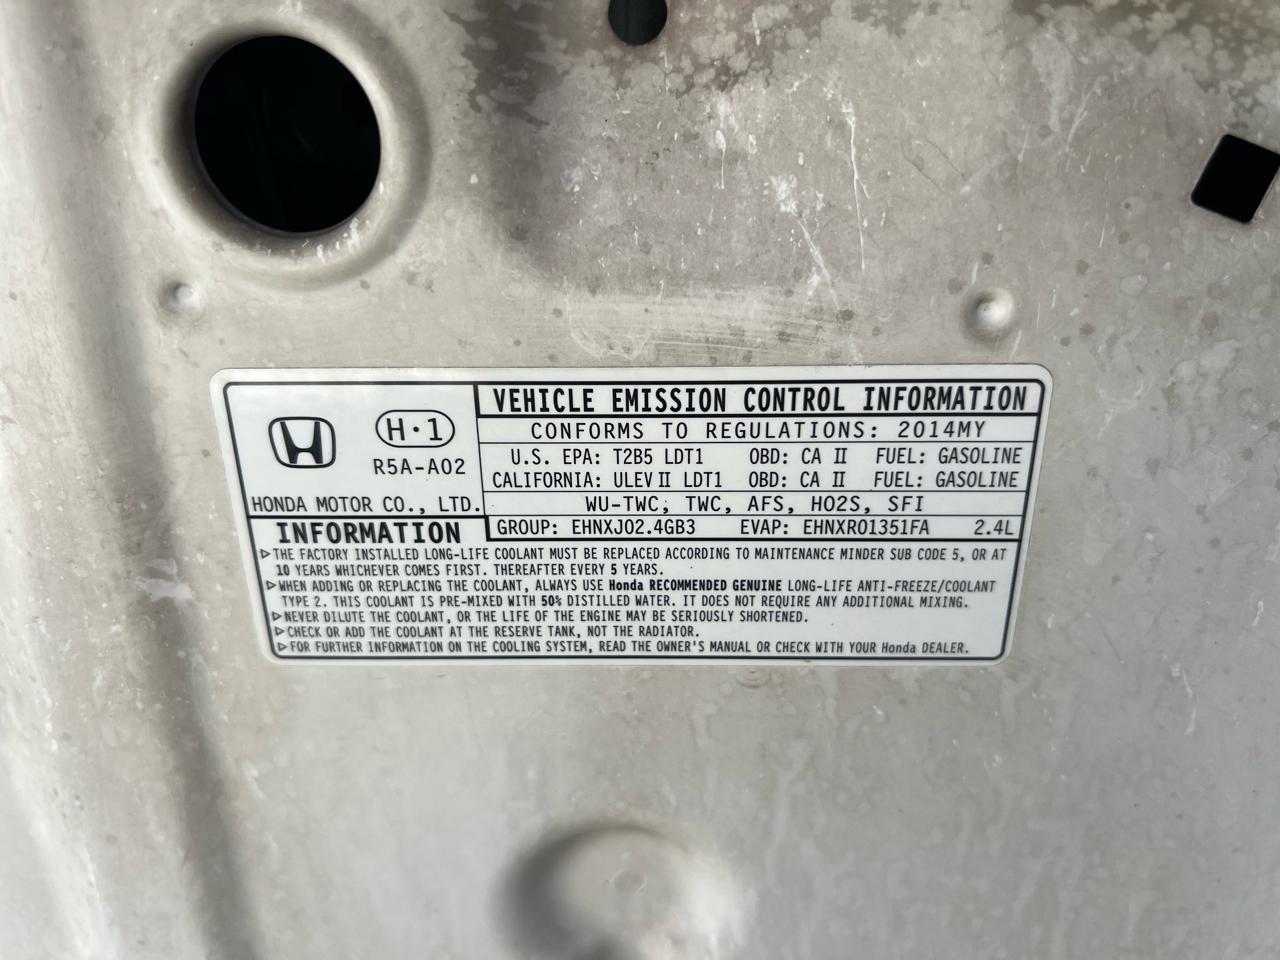 VEHICLE EMISSION CONTROL INFORMATION
H·1
R5A-A02
HONDA MOTOR CO., LTD.
CONFORMS TO REGULATIONS: 2014MY
U.S. EPA: T2B5 LDT1 OBD: CA II FUEL: GASOLINE
CALIFORNIA: ULEV II LDT1 OBD: CA II FUEL: GASOLINE
WU-TWC, TWC, AFS, HO2S, SFI
GROUP: EHNXJ02.4GB3 EVAP: EHNXR01351FA 2.4L
INFORMATION
▷THE FACTORY INSTALLED LONG-LIFE COOLANT MUST BE REPLACED ACCORDING TO MAINTENANCE MINDER SUB CODE 5, OR AT
10 YEARS WHICHEVER COMES FIRST. THEREAFTER EVERY 5 YEARS.
▷WHEN ADDING OR REPLACING THE COOLANT, ALWAYS USE Honda RECOMMENDED GENUINE LONG-LIFE ANTI-FREEZE/COOLANT
TYPE 2. THIS COOLANT IS PRE-MIXED WITH 50% DISTILLED WATER. IT DOES NOT REQUIRE ANY ADDITIONAL MIXING.
▷NEVER DILUTE THE COOLANT, OR THE LIFE OF THE ENGINE MAY BE SERIOUSLY SHORTENED.
▷CHECK OR ADD THE COOLANT AT THE RESERVE TANK, NOT THE RADIATOR.
▷FOR FURTHER INFORMATION ON THE COOLING SYSTEM, READ THE OWNER'S MANUAL OR CHECK WITH YOUR Honda DEALER.